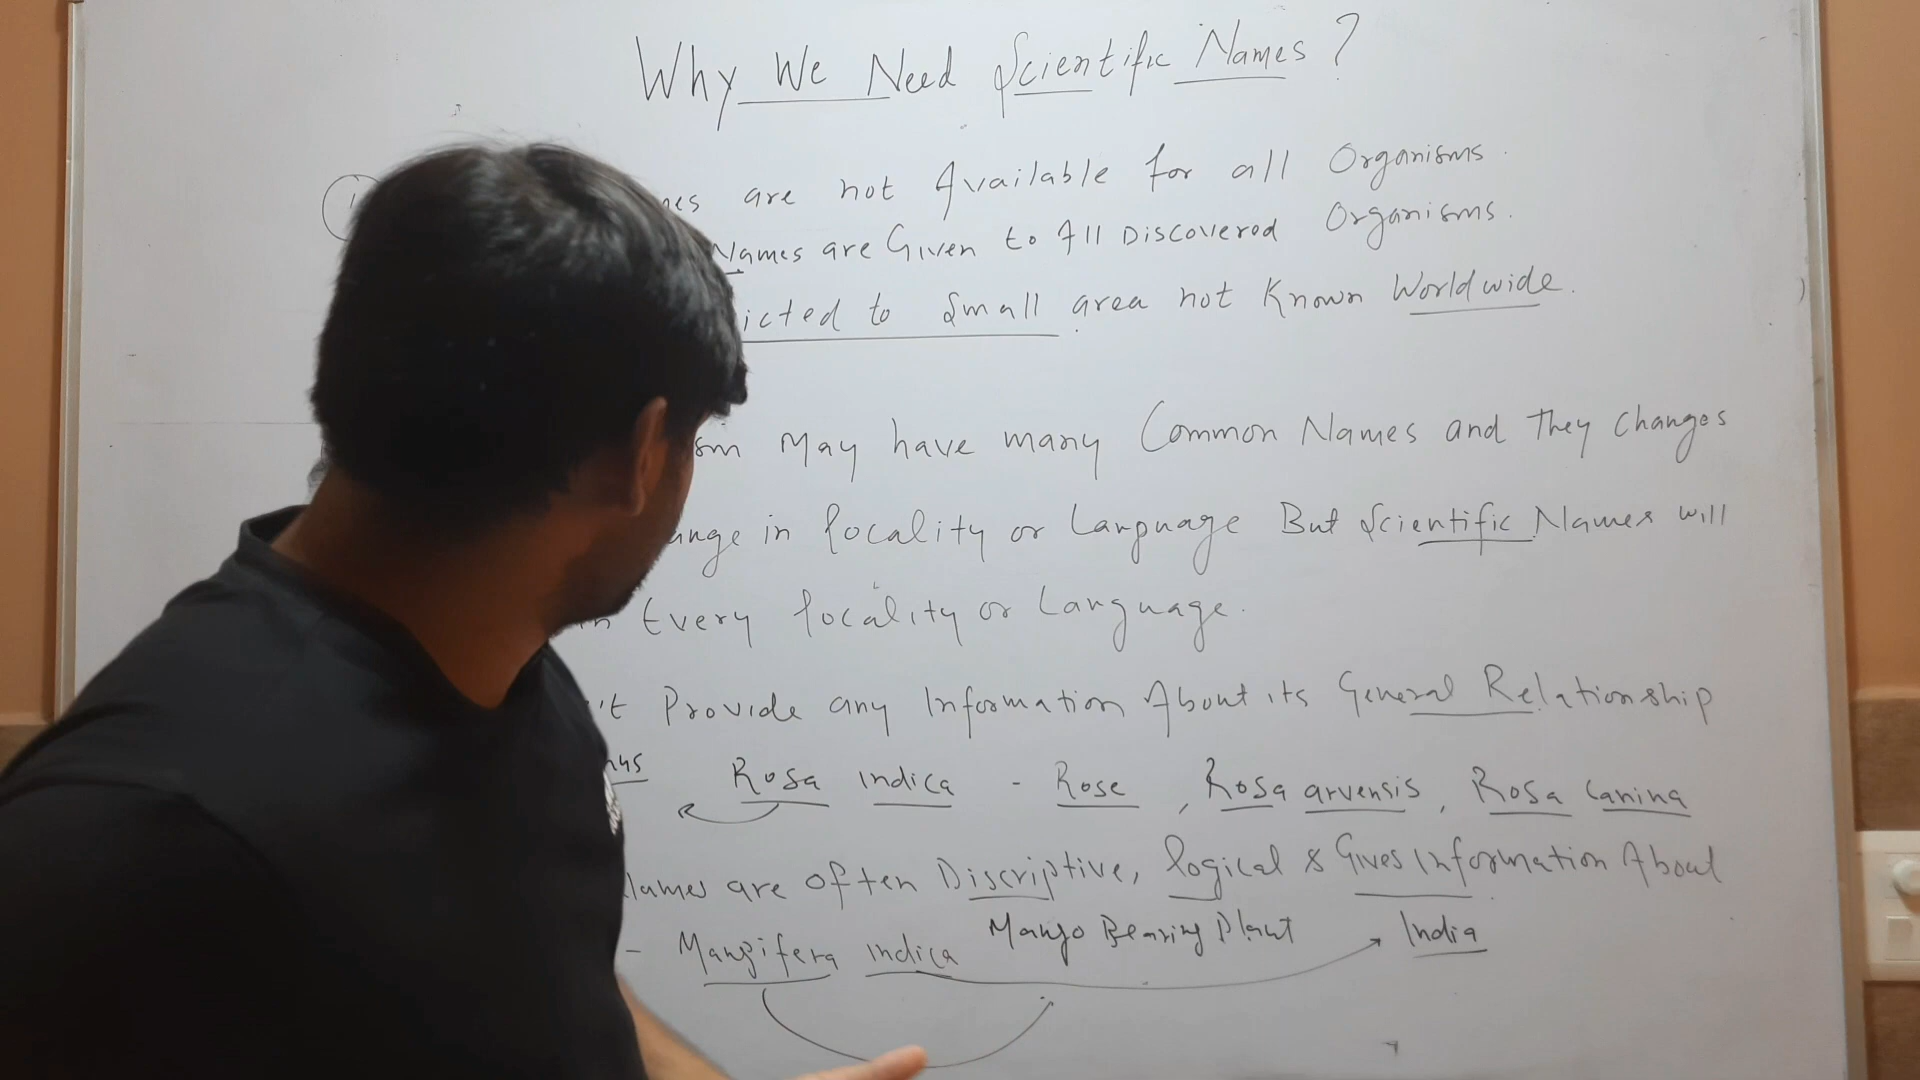 Why We Need Scientific Names ?
are not Available for all Organisms.
Names are Given to All Discovered Organisms.
icted to Small area not Known Worldwide.
sm May have many Common Names and They Changes
ange in locality or Language But Scientific Names will
in Every locality or Language.
't Provide any Information About its General Relationship
nus Rosa indica - Rose , Rosa arvensis , Rosa Canina
Names are often Discriptive, logical & Gives Information About
- Mangifera indica Mango Bearing Plant India